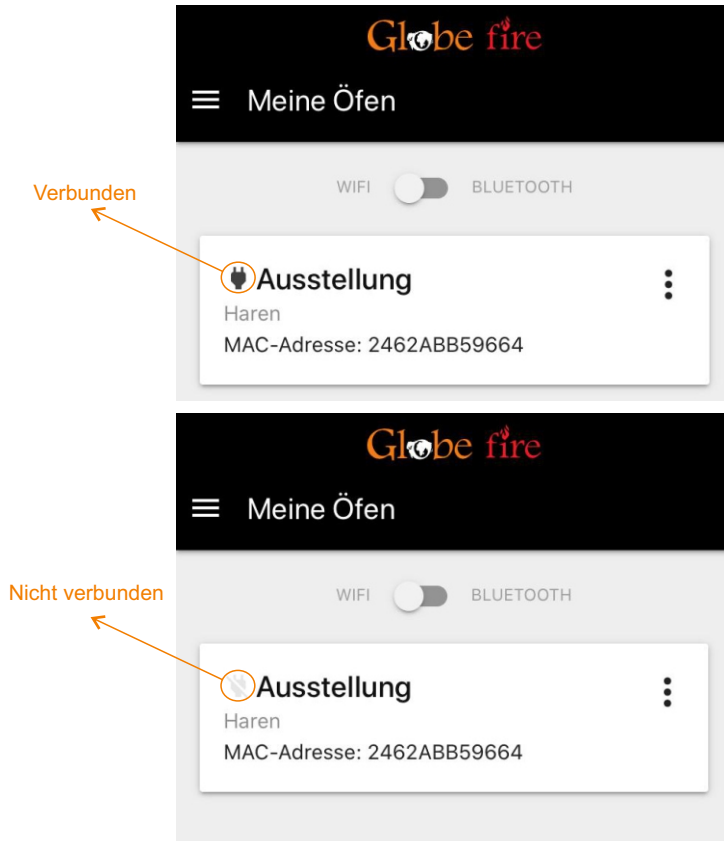 Globe fire
Meine Öfen
Verbunden
WIFI BLUETOOTH
Ausstellung
Haren
MAC-Adresse: 2462ABB59664
Globe fire
Meine Öfen
Nicht verbunden
WIFI BLUETOOTH
Ausstellung
Haren
MAC-Adresse: 2462ABB59664